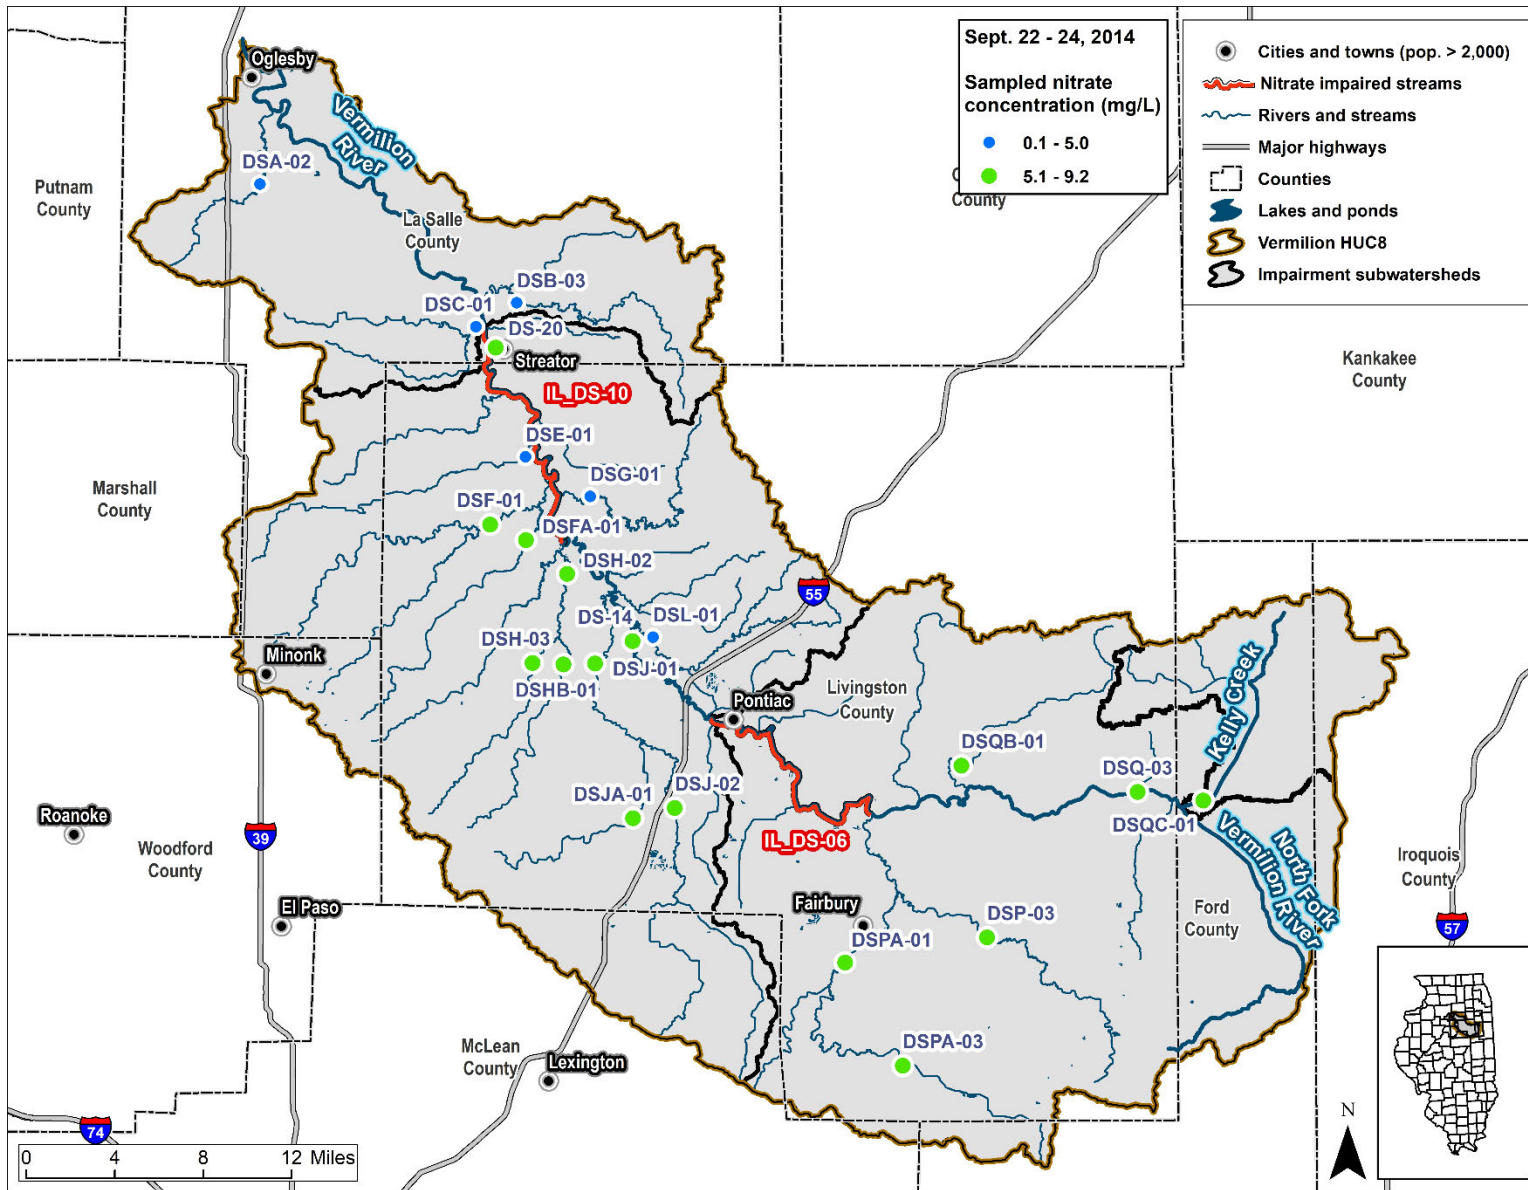 Sept. 22 - 24, 2014
Sampled nitrate
concentration (mg/L)
0.1 - 5.0
5.1 - 9.2
Cities and towns (pop. > 2,000)
Nitrate impaired streams
Rivers and streams
Major highways
Counties
Lakes and ponds
Vermilion HUC8
Impairment subwatersheds
Oglesby
Vermilion
River
DSA-02
Putnam
County
La Salle
County
County
DSB-03
DSC-01
DS-20
Streator
Kankakee
County
IL_DS-10
DSE-01
Marshall
County
DSG-01
DSF-01
DSFA-01
DSH-02
55
DS-14
DSL-01
DSH-03
DSJ-01
Minonk
DSHB-01
Pontiac
Livingston
County
Kelly Creek
DSQB-01
DSQ-03
DSJA-01
DSJ-02
DSQC-01
Roanoke
39
IL_DS-06
Woodford
County
North Fork
Vermilion River
Iroquois
County
El Paso
Fairbury
DSP-03
Ford
County
57
DSPA-01
McLean
County
Lexington
DSPA-03
74
N
0 4 8 12 Miles